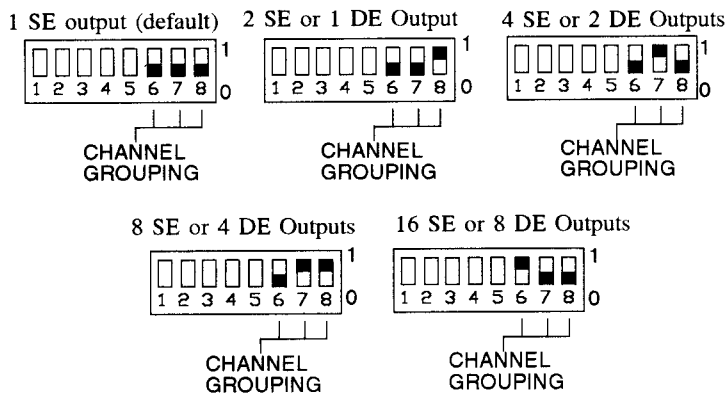 1 SE output (default)
1
1 2 3 4 5 6 7 8
0
CHANNEL
GROUPING
2 SE or 1 DE Output
1
1 2 3 4 5 6 7 8
0
CHANNEL
GROUPING
4 SE or 2 DE Outputs
1
1 2 3 4 5 6 7 8
0
CHANNEL
GROUPING
8 SE or 4 DE Outputs
1
1 2 3 4 5 6 7 8
0
CHANNEL
GROUPING
16 SE or 8 DE Outputs
1
1 2 3 4 5 6 7 8
0
CHANNEL
GROUPING